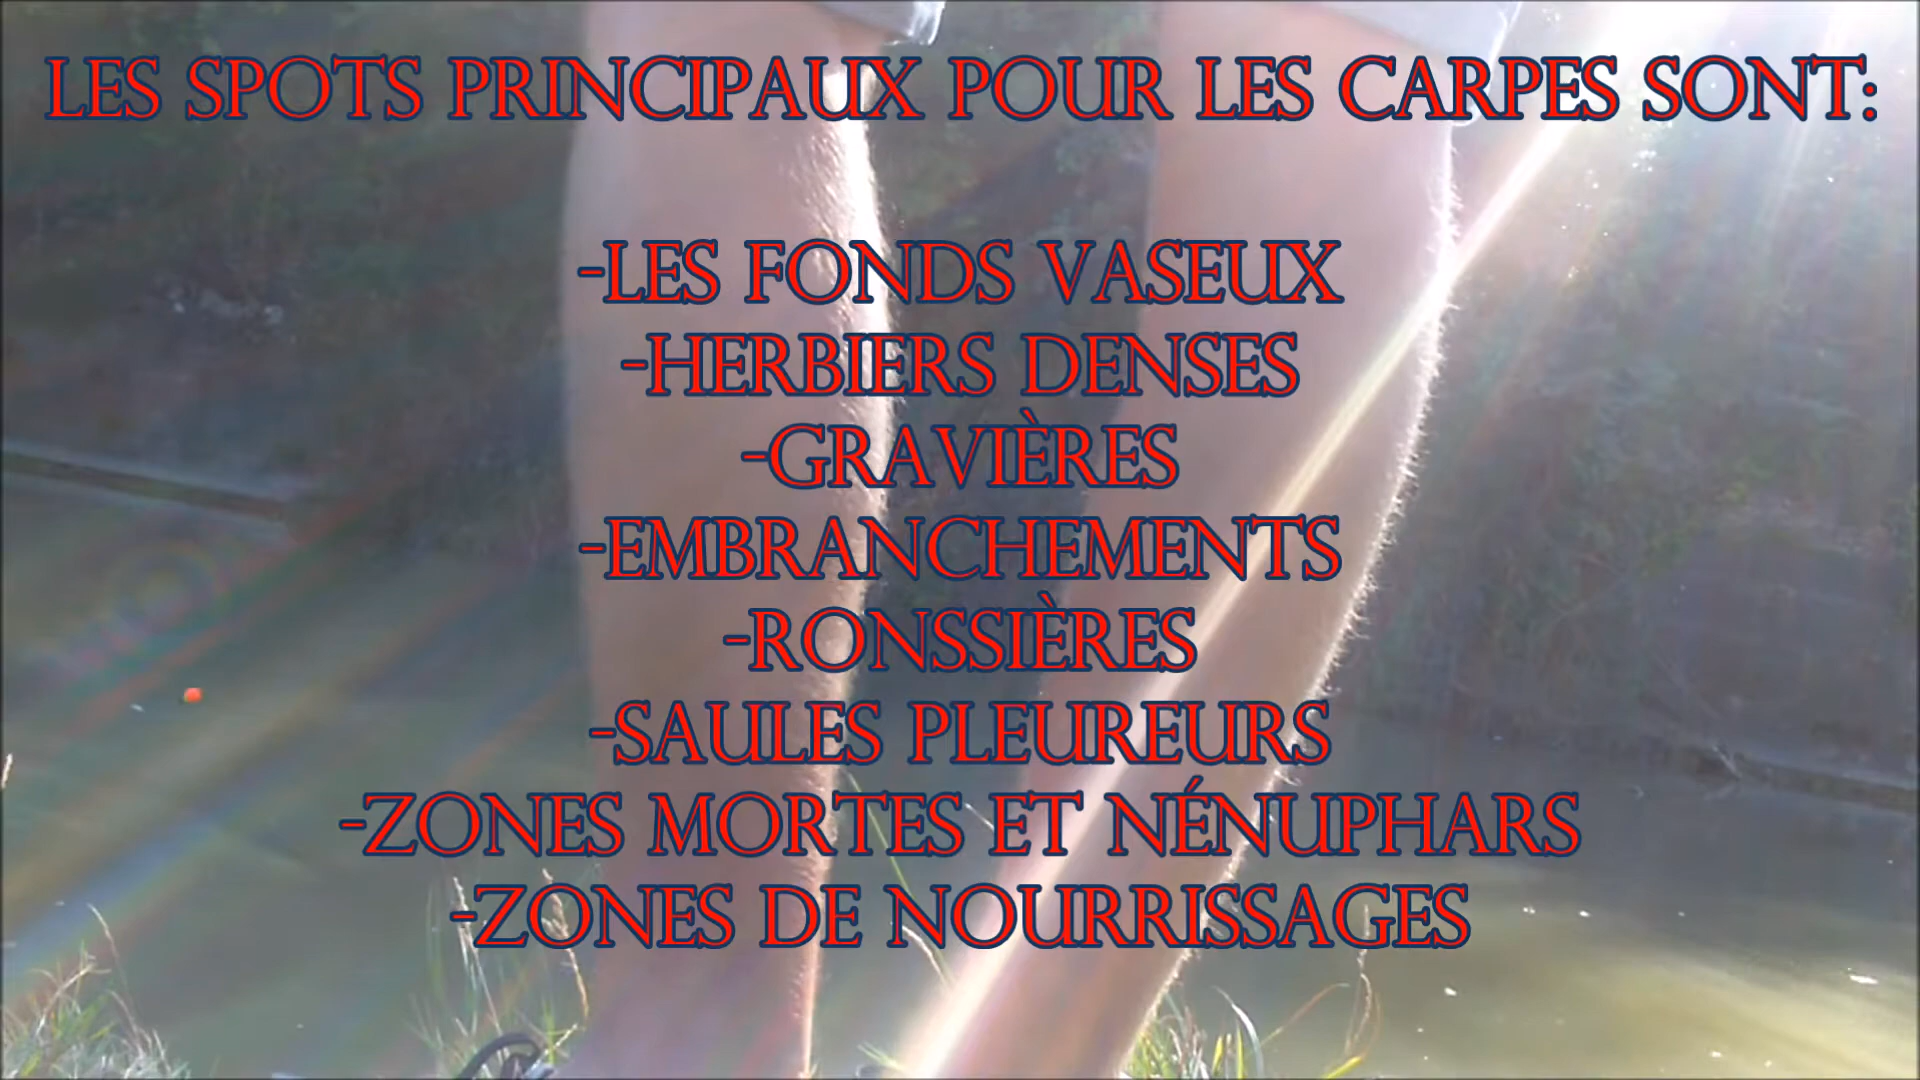 LES SPOTS PRINCIPAUX POUR LES CARPES SONT:
-LES FONDS VASEUX
-HERBIERS DENSES
-GRAVIÈRES
-EMBRANCHEMENTS
-RONSSIÈRES
-SAULES PLEUREURS
-ZONES MORTES ET NÉNUPHARS
-ZONES DE NOURRISSAGES